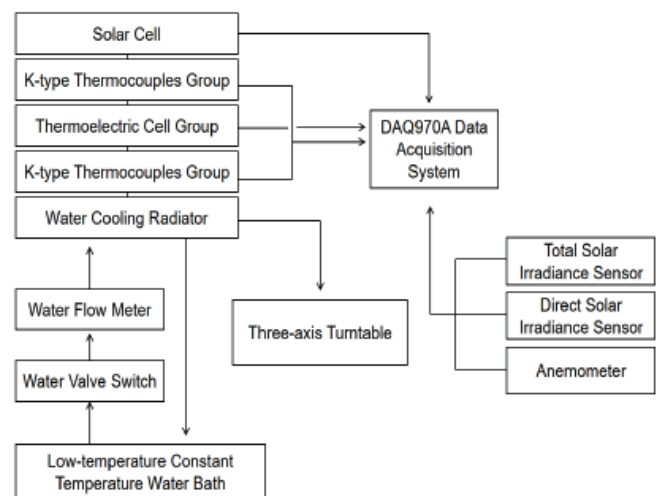 Solar Cell
K-type Thermocouples Group
Thermoelectric Cell Group
K-type Thermocouples Group
Water Cooling Radiator
DAQ970A Data
Acquisition
System
Total Solar
Irradiance Sensor
Direct Solar
Irradiance Sensor
Anemometer
Water Flow Meter
Three-axis Turntable
Water Valve Switch
Low-temperature Constant
Temperature Water Bath